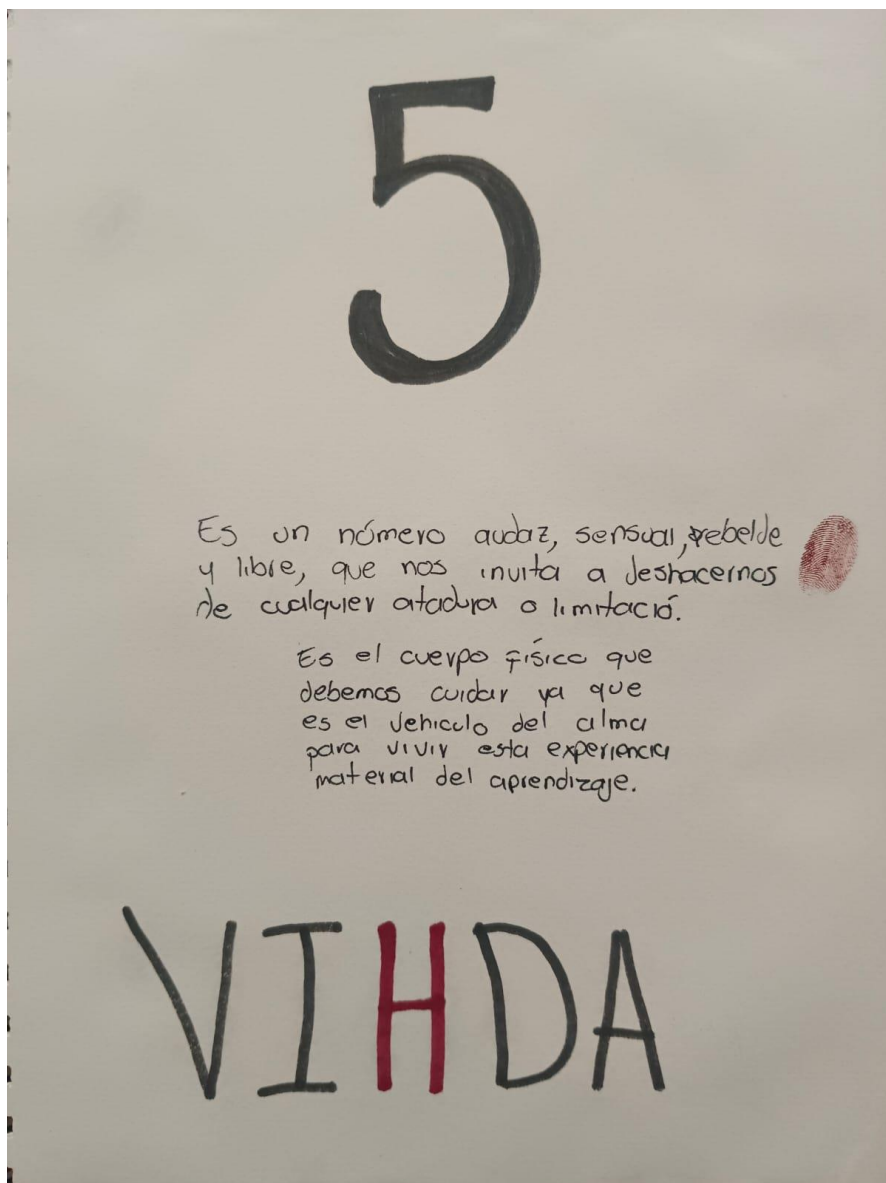 5
Es un número audaz, sensual, rebelde
y libre, que nos invita a deshacernos
de cualquier atadura o limitació.
Es el cuerpo físico que
debemos cuidar ya que
es el vehiculo del alma
para vivir esta experiencia
material del aprendizaje.
VIHDA